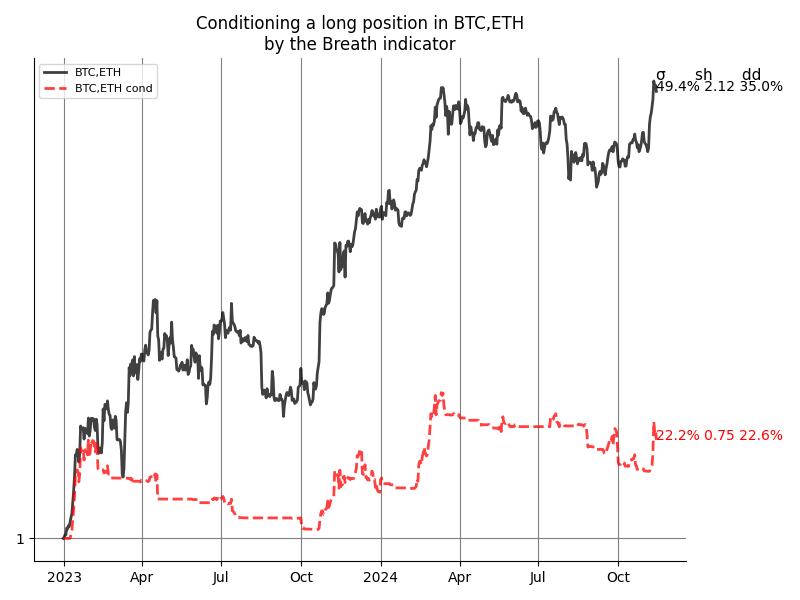 Conditioning a long position in BTC,ETH
by the Breath indicator
BTC,ETH
BTC,ETH cond
σ sh dd
49.4% 2.12 35.0%
22.2% 0.75 22.6%
1
2023 Apr Jul Oct 2024 Apr Jul Oct